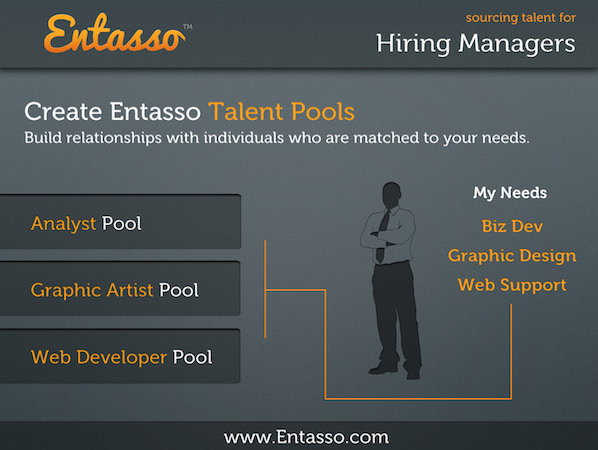 Entasso™
sourcing talent for
Hiring Managers
Create Entasso Talent Pools
Build relationships with individuals who are matched to your needs.
Analyst Pool
Graphic Artist Pool
Web Developer Pool
My Needs
Biz Dev
Graphic Design
Web Support
www.Entasso.com